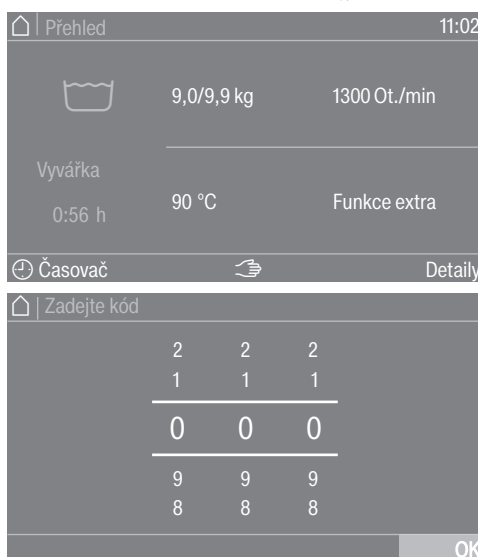 Přehled 11:02
9,0/9,9 kg 1300 Ot./min
Vyvářka
0:56 h
90 °C Funkce extra
Časovač Detaily
Zadejte kód
2 2 2
1 1 1
0 0 0
9 9 9
8 8 8
OK